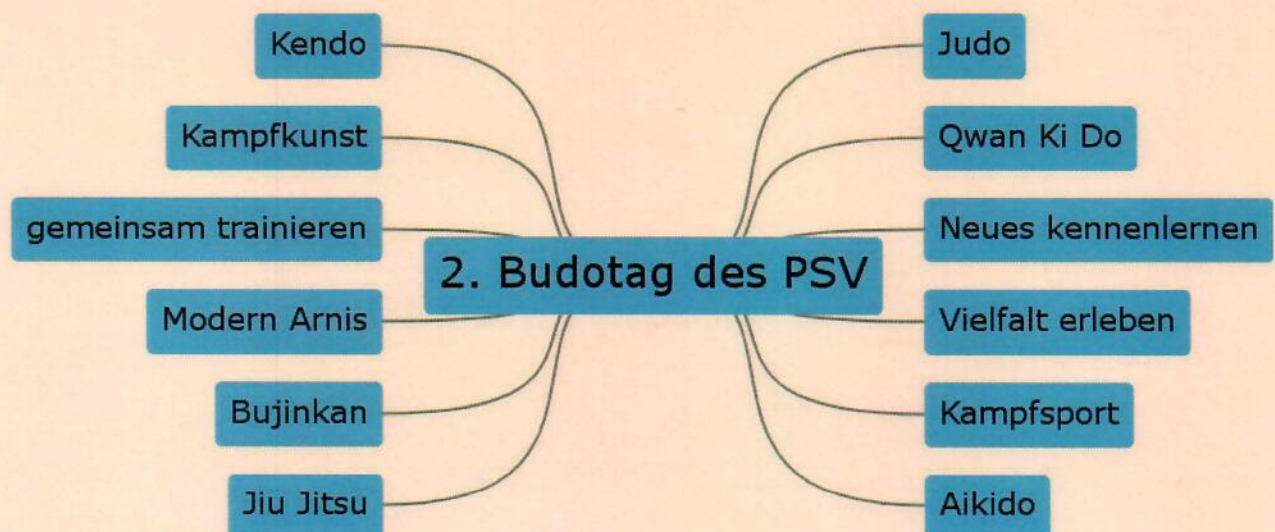 Kendo
Kampfkunst
gemeinsam trainieren
Modern Arnis
Bujinkan
Jiu Jitsu
2. Budotag des PSV
Judo
Qwan Ki Do
Neues kennenlernen
Vielfalt erleben
Kampfsport
Aikido